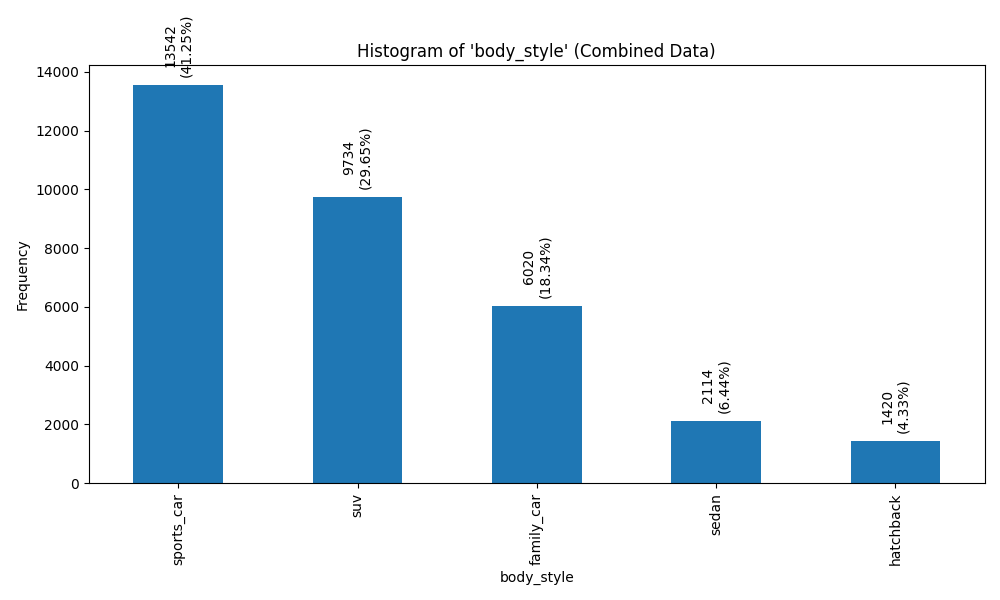 Histogram of 'body_style' (Combined Data)
13542
(41.25%)
9734
(29.65%)
6020
(18.34%)
2114
(6.44%)
1420
(4.33%)
Frequency
14000
12000
10000
8000
6000
4000
2000
0
sports_car
suv
family_car
sedan
hatchback
body_style